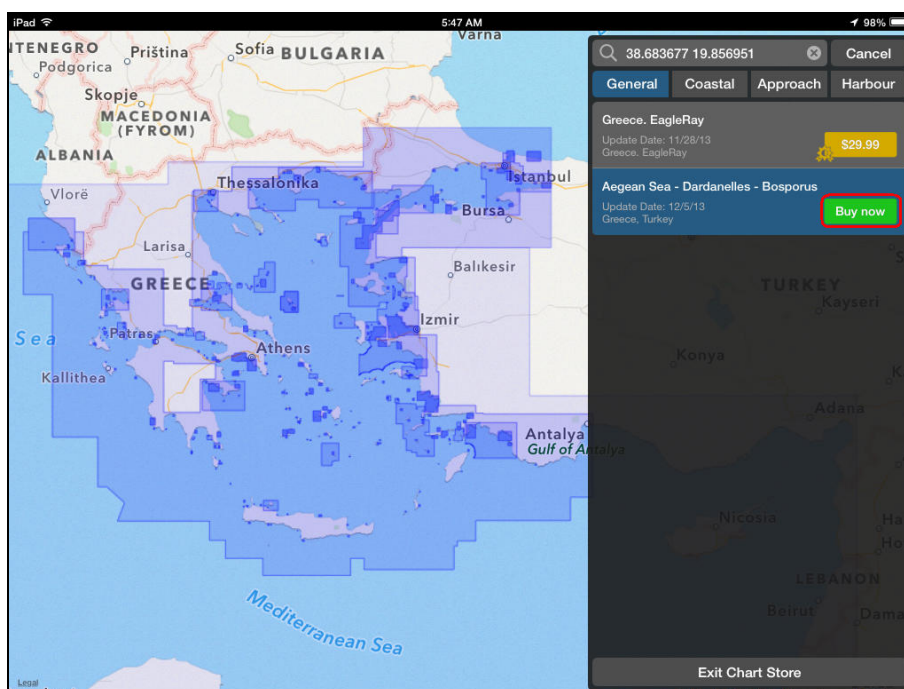 iPad
5:47 AM
98%
TENEGRO
Podgorica
Priština
Sofia
BULGARIA
Varna
Skopje
MACEDONIA
(FYROM)
ALBANIA
Vlorë
Thessalonika
Istanbul
Bursa
Larisa
Balıkesir
GREECE
Izmir
Sea
Patras
Athens
Kallithea
Antalya
Gulf of Antalya
Mediterranean Sea
Legal
38.683677 19.856951
Cancel
General
Coastal
Approach
Harbour
Greece. EagleRay
Update Date: 11/28/13
Greece. EagleRay
$29.99
Aegean Sea - Dardanelles - Bosporus
Update Date: 12/5/13
Greece, Turkey
Buy now
TURKEY
Kayseri
Konya
Adana
Nicosia
LEBANON
Beirut
Dama
Exit Chart Store